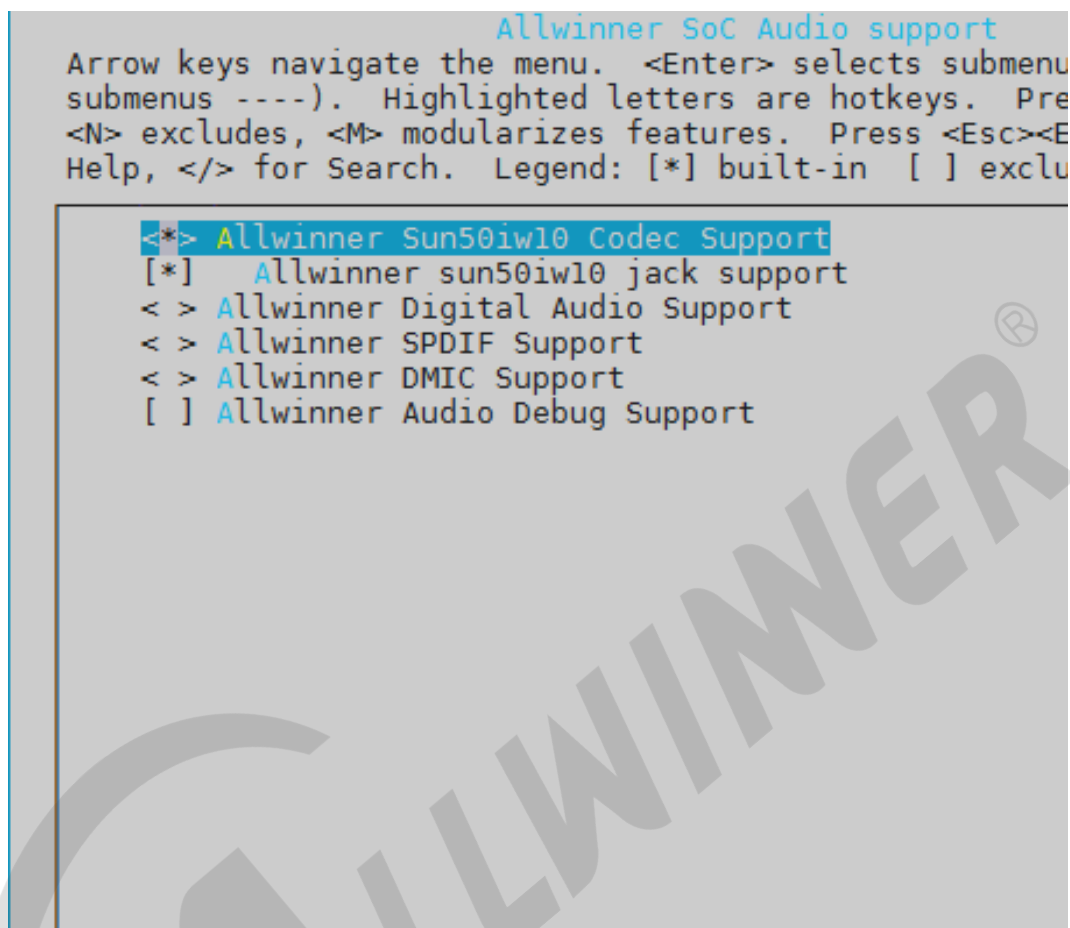 Allwinner SoC Audio support
Arrow keys navigate the menu.  <Enter> selects submenu
submenus ----).  Highlighted letters are hotkeys.  Pre
<N> excludes, <M> modularizes features.  Press <Esc><E
Help, </> for Search.  Legend: [*] built-in  [ ] exclu
<*> Allwinner Sun50iw10 Codec Support
[*]   Allwinner sun50iw10 jack support
< > Allwinner Digital Audio Support
< > Allwinner SPDIF Support
< > Allwinner DMIC Support
[ ] Allwinner Audio Debug Support
ALLWINNER®